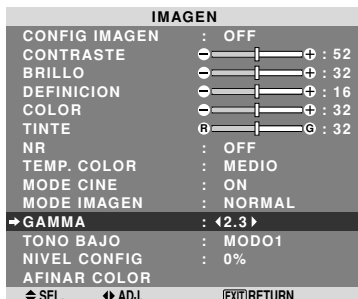 IMAGEN
CONFIG IMAGEN : OFF
CONTRASTE : 52
BRILLO : 32
DEFINICION : 16
COLOR : 32
TINTE R G : 32
NR : OFF
TEMP. COLOR : MEDIO
MODE CINE : ON
MODE IMAGEN : NORMAL
GAMMA : 2.3
TONO BAJO : MODO1
NIVEL CONFIG : 0%
AFINAR COLOR
SEL. ADJ. EXIT RETURN